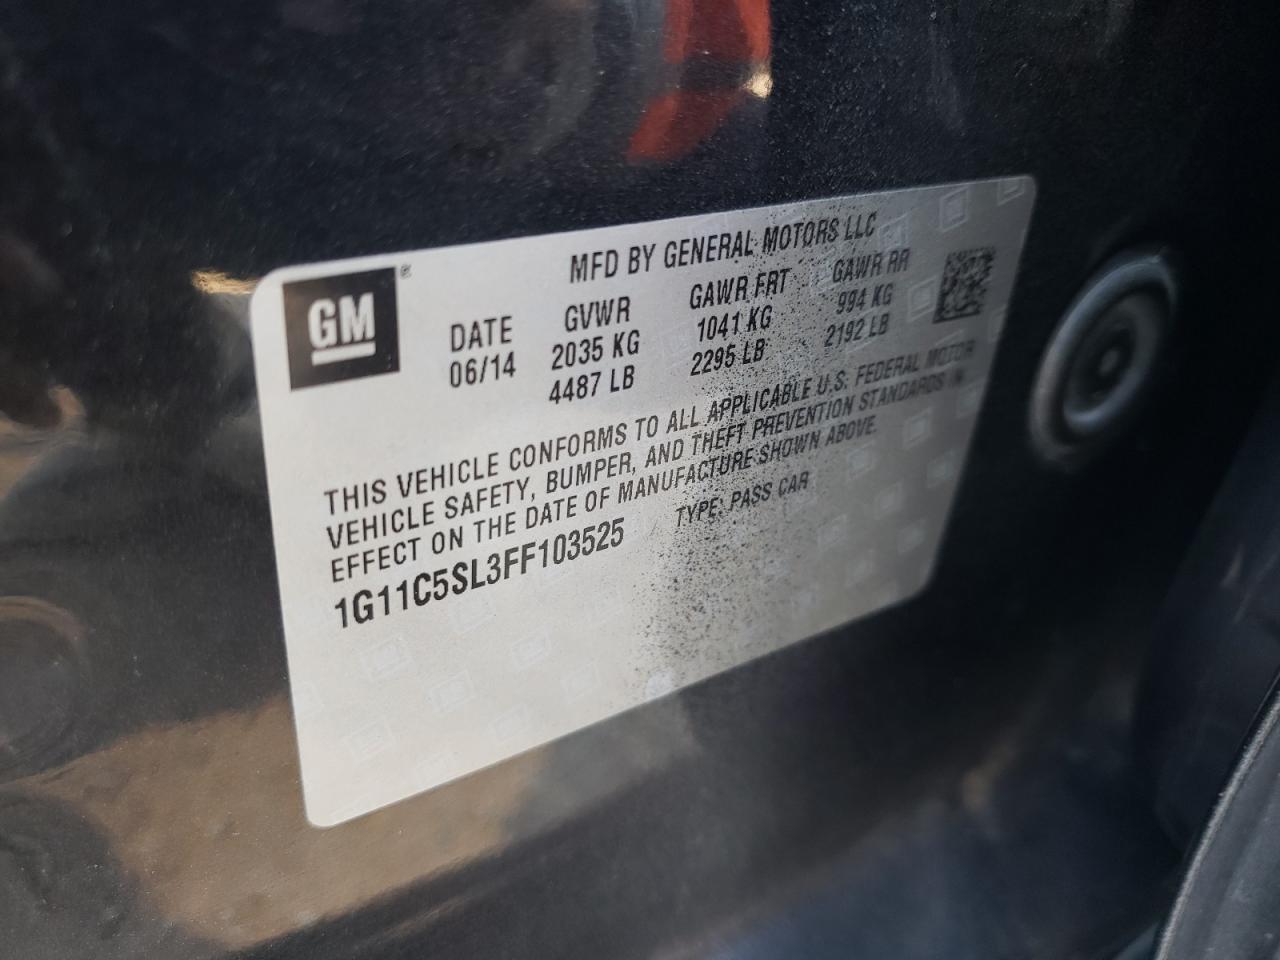 GM ®
MFD BY GENERAL MOTORS LLC
DATE GVWR GAWR FRT GAWR RR
06/14 2035 KG 1041 KG 994 KG
4487 LB 2295 LB 2192 LB
THIS VEHICLE CONFORMS TO ALL APPLICABLE U.S. FEDERAL MOTOR
VEHICLE SAFETY, BUMPER, AND THEFT PREVENTION STANDARDS IN
EFFECT ON THE DATE OF MANUFACTURE SHOWN ABOVE.
1G11C5SL3FF103525 TYPE: PASS CAR